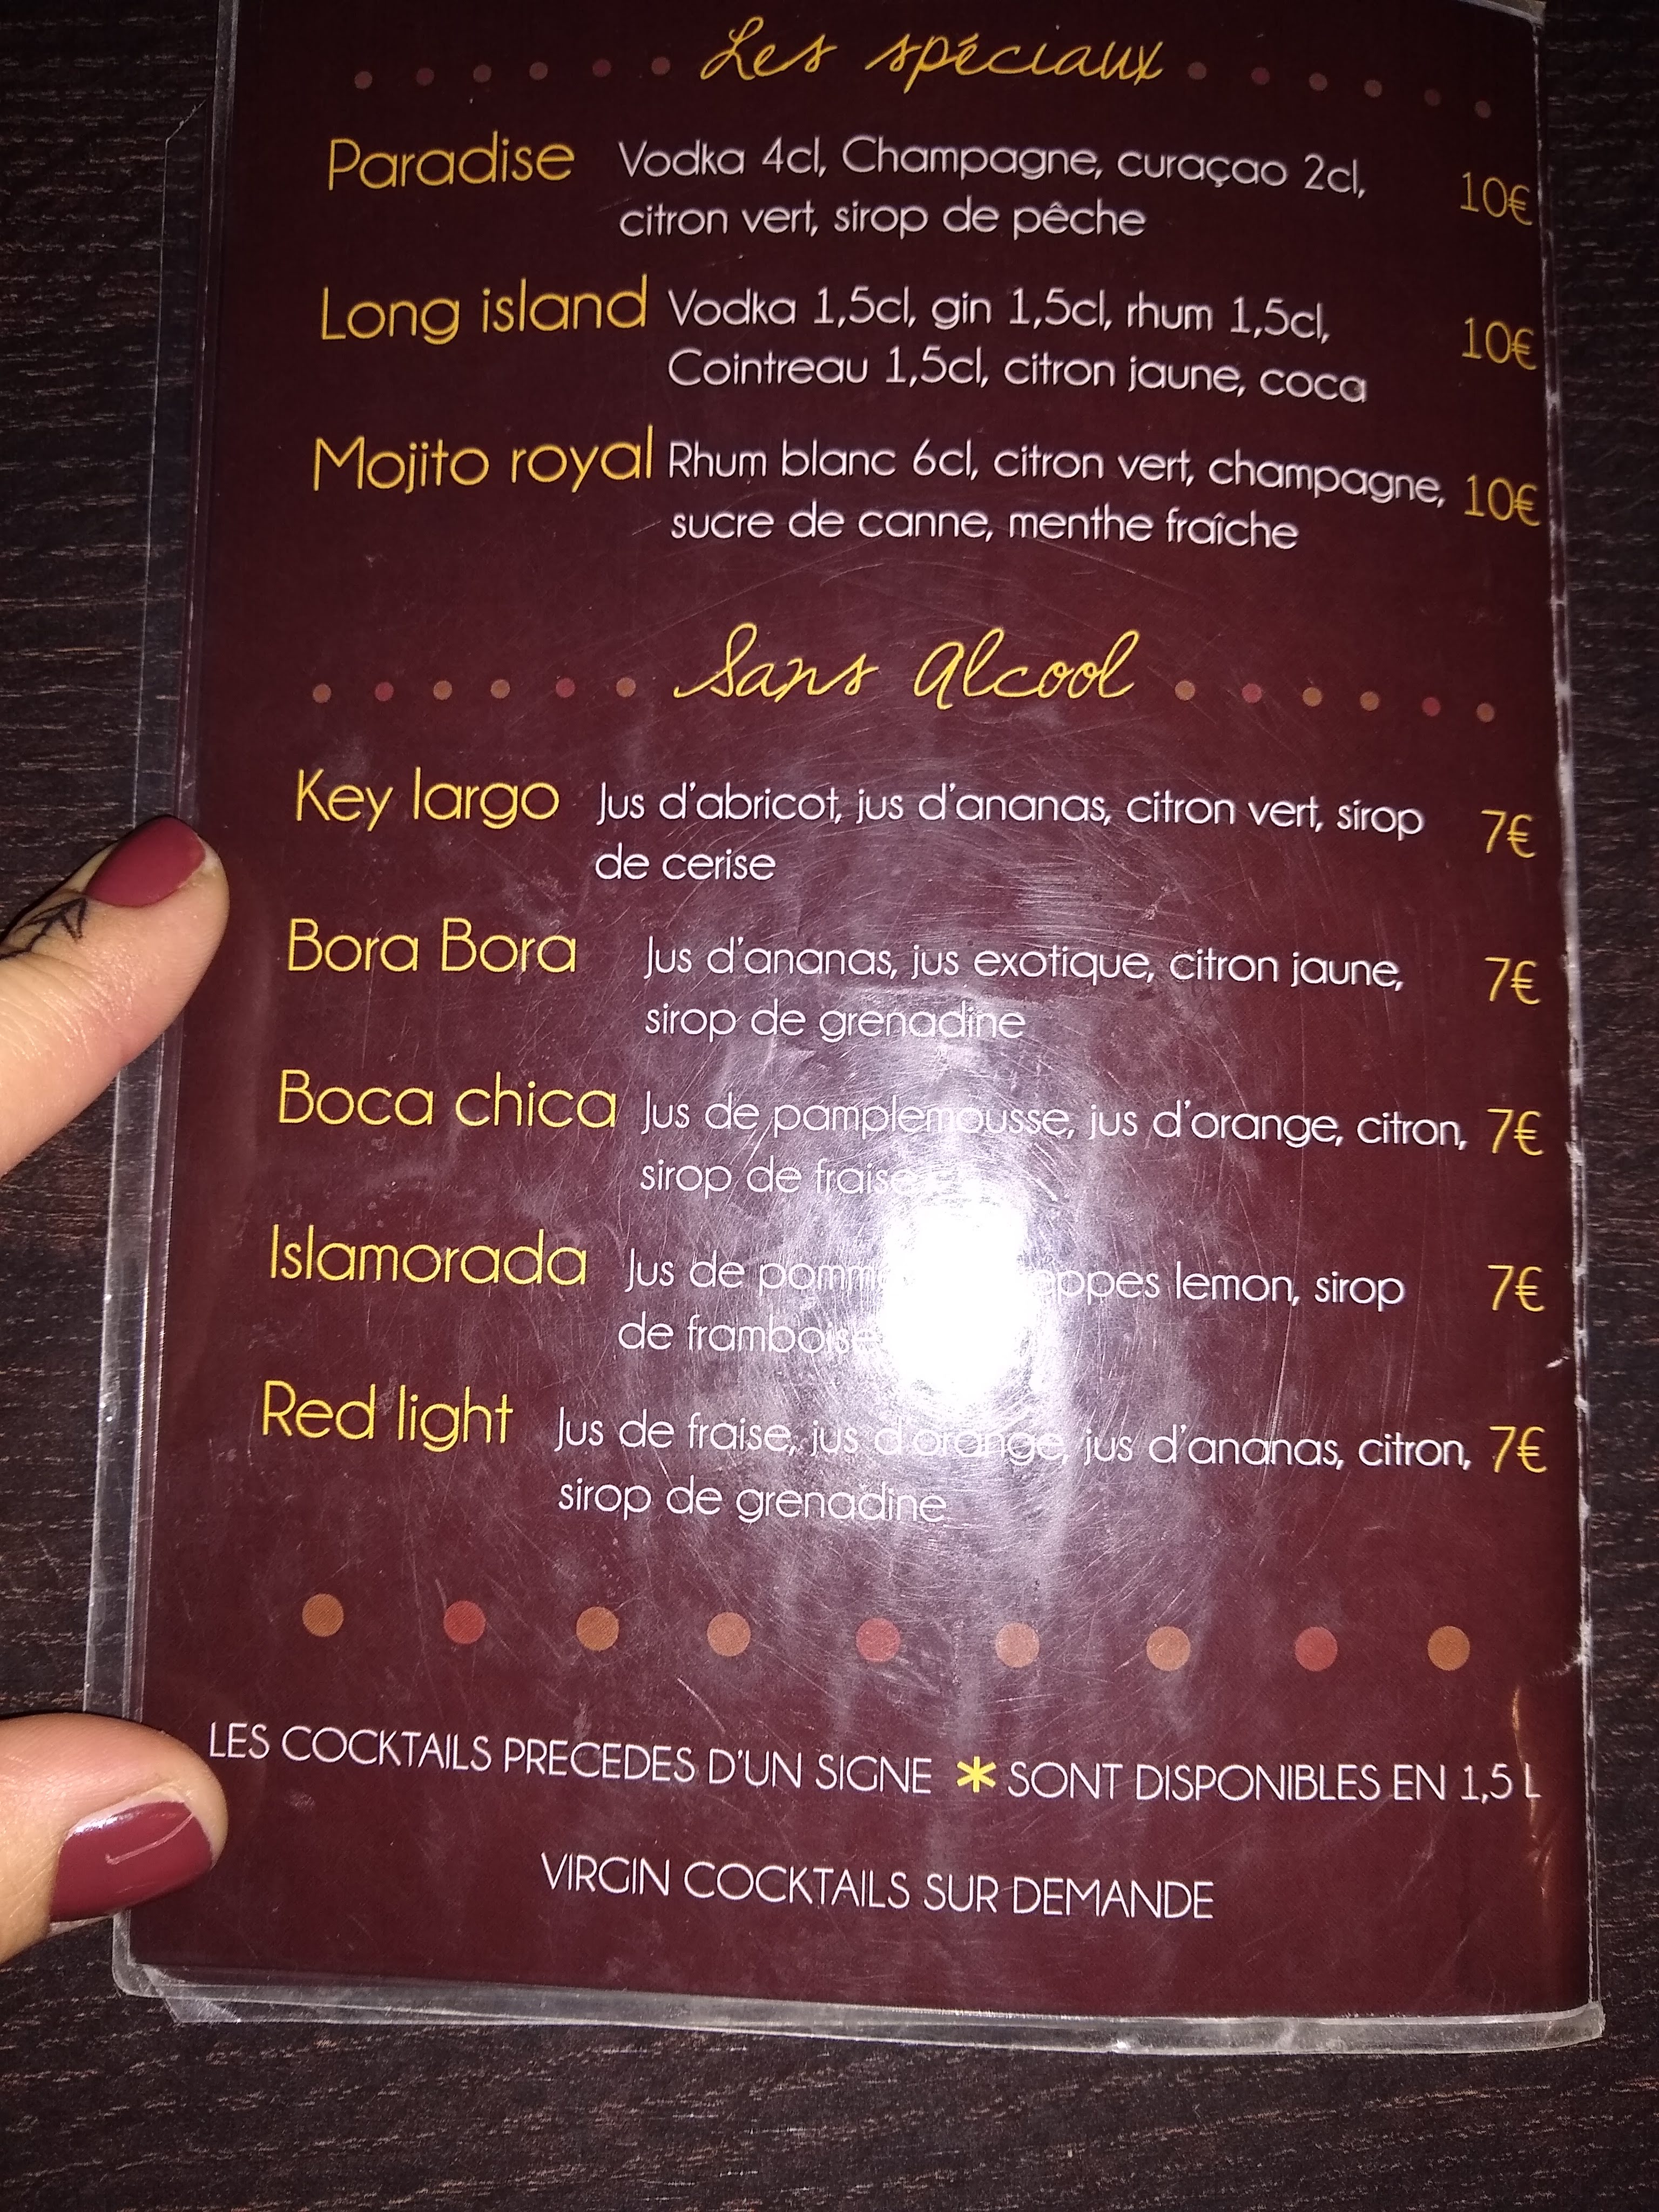 Les spéciaux
Paradise Vodka 4cl, Champagne, curaçao 2cl, 10€
citron vert, sirop de pêche
Long island Vodka 1,5cl, gin 1,5cl, rhum 1,5cl, 10€
Cointreau 1,5cl, citron jaune, coca
Mojito royal Rhum blanc 6cl, citron vert, champagne, 10€
sucre de canne, menthe fraîche
Sans Alcool
Key largo Jus d'abricot, jus d'ananas, citron vert, sirop 7€
de cerise
Bora Bora Jus d'ananas, jus exotique, citron jaune, 7€
sirop de grenadine
Boca chica Jus de pamplemousse, jus d'orange, citron, 7€
sirop de fraise
Islamorada Jus de lemon, sirop 7€
de framboise
Red light Jus de fraise, jus d'orange, jus d'ananas, citron, 7€
sirop de grenadine
LES COCKTAILS PRECEDES D'UN SIGNE * SONT DISPONIBLES EN 1,5 L
VIRGIN COCKTAILS SUR DEMANDE